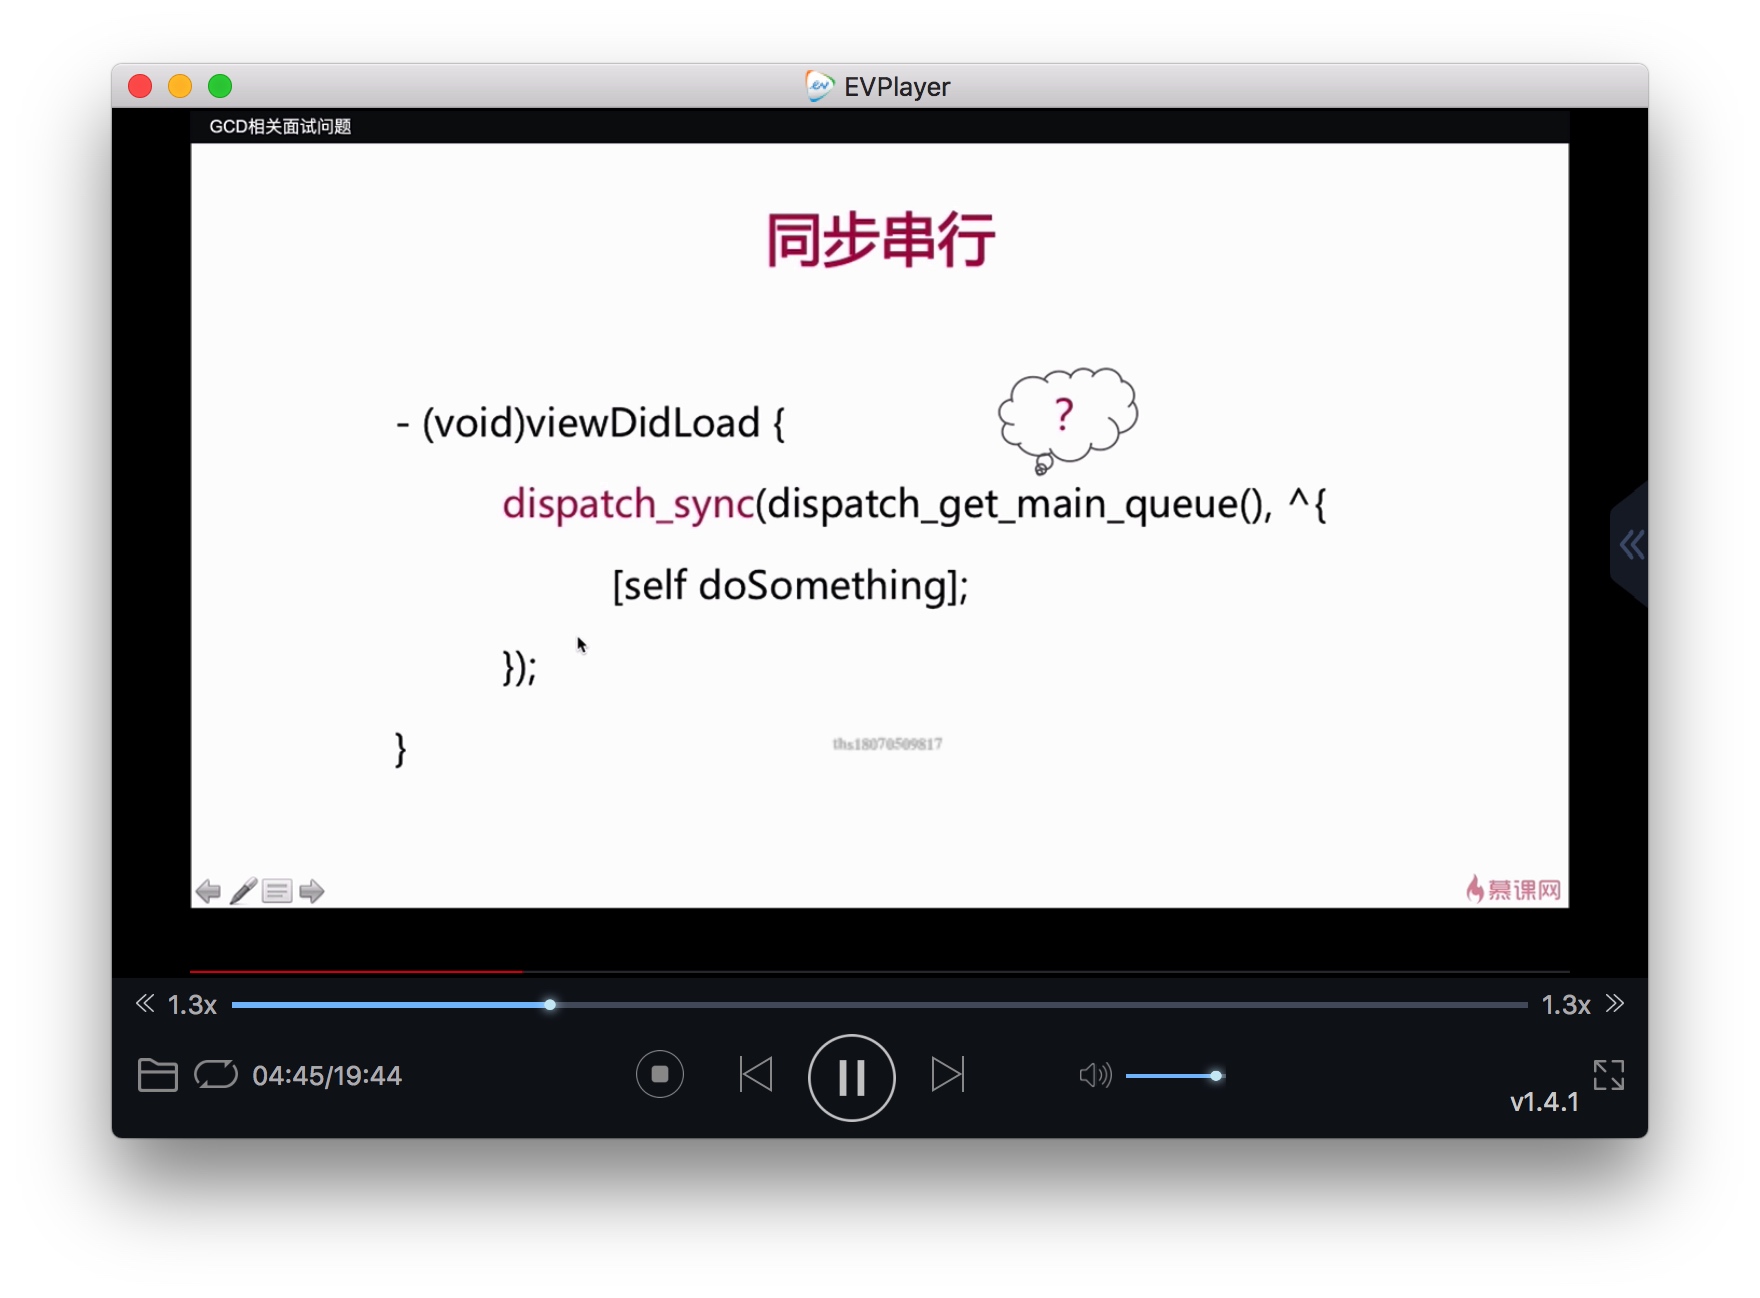 EVPlayer
GCD相关面试问题
同步串行
?
- (void)viewDidLoad {
dispatch_sync(dispatch_get_main_queue(), ^{
[self doSomething];
});
}
ths18070509817
慕课网
1.3x
1.3x
04:45/19:44
v1.4.1